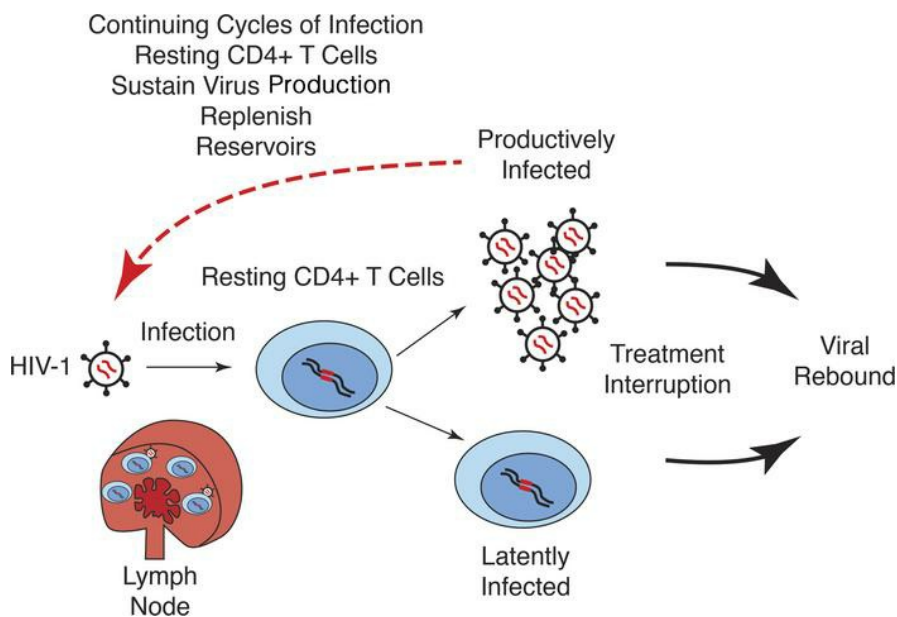 Continuing Cycles of Infection
Resting CD4+ T Cells
Sustain Virus Production
Replenish
Reservoirs
Productively
Infected
Resting CD4+ T Cells
Infection
HIV-1
Treatment
Interruption
Viral
Rebound
Lymph
Node
Latently
Infected